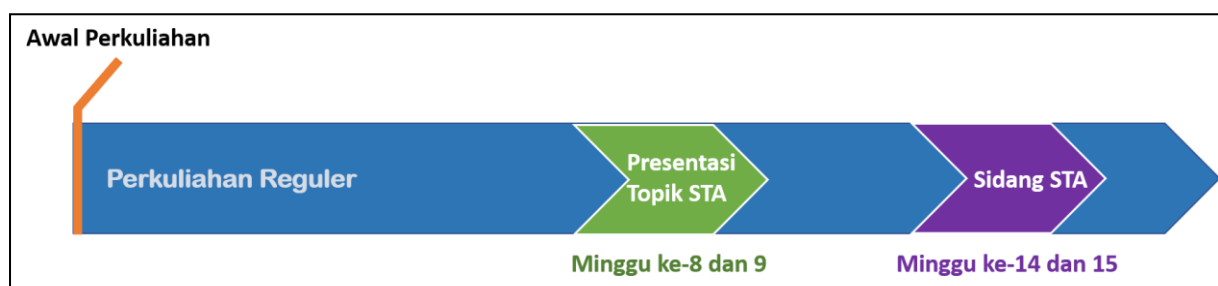 Awal Perkuliahan
Perkuliahan Reguler
Presentasi
Topik STA
Sidang STA
Minggu ke-8 dan 9
Minggu ke-14 dan 15